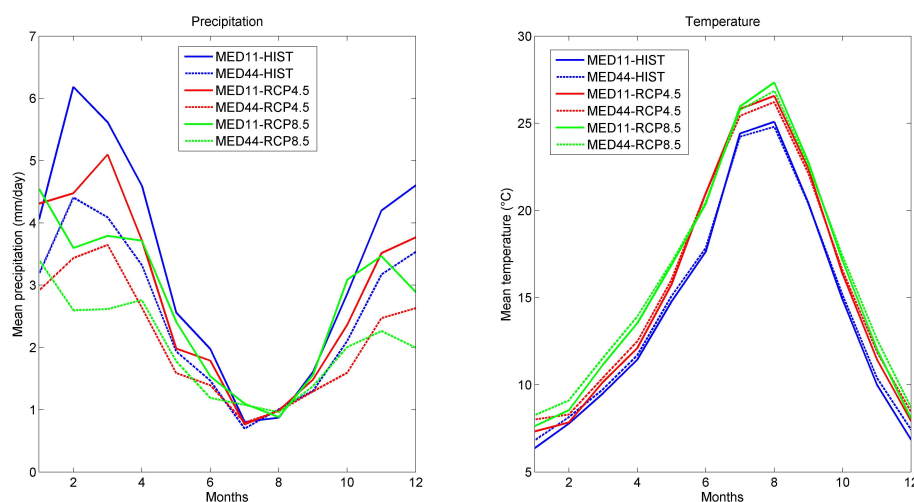 Precipitation
7
6
5
4
3
2
1
0
Mean precipitation (mm/day)
MED11-HIST
MED44-HIST
MED11-RCP4.5
MED44-RCP4.5
MED11-RCP8.5
MED44-RCP8.5
2 4 6 8 10 12
Months
Temperature
30
25
20
15
10
5
Mean temperature (°C)
MED11-HIST
MED44-HIST
MED11-RCP4.5
MED44-RCP4.5
MED11-RCP8.5
MED44-RCP8.5
2 4 6 8 10 12
Months